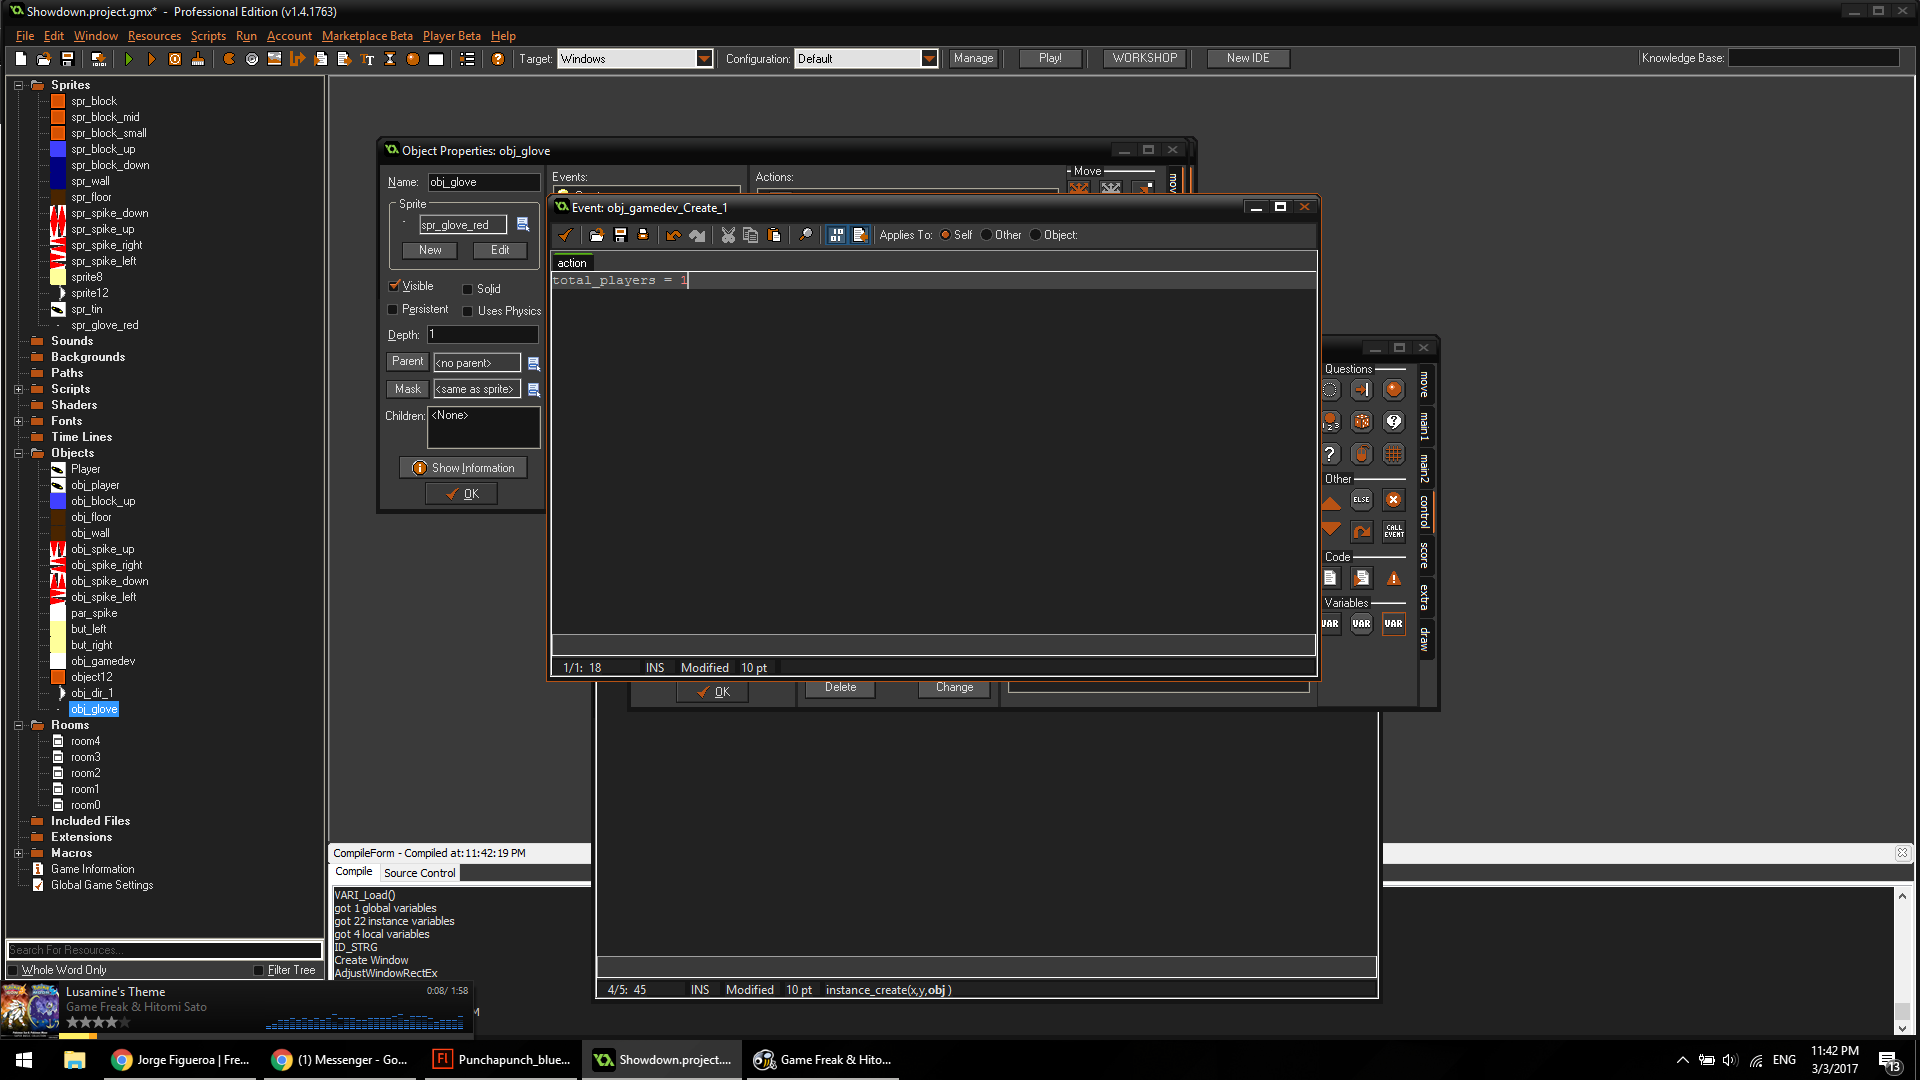 Showdown.project.gmx* - Professional Edition (v1.4.1763)
File Edit Window Resources Scripts Run Account Marketplace Beta Player Beta Help
Target: Windows Configuration: Default Manage Play! WORKSHOP New IDE Knowledge Base:
Sprites
spr_block
spr_block_mid
spr_block_small
spr_block_up
spr_block_down
spr_wall
spr_floor
spr_spike_down
spr_spike_up
spr_spike_right
spr_spike_left
sprite8
sprite12
spr_tin
spr_glove_red
Sounds
Backgrounds
Paths
Scripts
Shaders
Fonts
Time Lines
Objects
Player
obj_player
obj_block_up
obj_floor
obj_wall
obj_spike_up
obj_spike_right
obj_spike_down
obj_spike_left
par_spike
but_left
but_right
obj_gamedev
object12
obj_dir_1
obj_glove
Rooms
room4
room3
room2
room1
room0
Included Files
Extensions
Macros
Game Information
Global Game Settings
Search For Resources...
Whole Word Only Filter Tree
Object Properties: obj_glove
Name: obj_glove
Sprite
spr_glove_red
New Edit
Visible Solid
Persistent Uses Physics
Depth: 1
Parent <no parent>
Mask <same as sprite>
Children: <None>
Show Information
OK
Events:
Actions:
Move
move
Event: obj_gamedev_Create_1
Applies To: Self Other Object:
action
total_players = 1
1/1: 18 INS Modified 10 pt
OK Delete Change
Questions
Other
ELSE
CALL EVENT
Code
Variables
VAR VAR VAR
move
main1
main2
control
score
extra
draw
4/5: 45 INS Modified 10 pt instance_create(x,y,obj )
CompileForm - Compiled at:11:42:19 PM
Compile Source Control
VARI_Load()
got 1 global variables
got 22 instance variables
got 4 local variables
ID_STRG
Create Window
AdjustWindowRectEx
Lusamine's Theme 0:08/ 1:58
Game Freak & Hitomi Sato
Jorge Figueroa | Fre... (1) Messenger - Go... Punchapunch_blue... Showdown.project.... Game Freak & Hito...
ENG 11:42 PM
3/3/2017
13